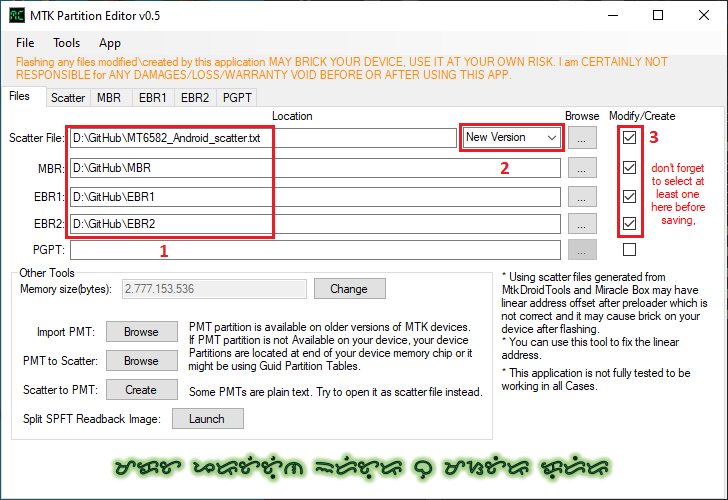 MTK Partition Editor v0.5
File Tools App
Flashing any files modified\created by this application MAY BRICK YOUR DEVICE, USE IT AT YOUR OWN RISK. I am CERTAINLY NOT
RESPONSIBLE for ANY DAMAGES/LOSS/WARRANTY VOID BEFORE OR AFTER USING THIS APP.
Files Scatter MBR EBR1 EBR2 PGPT
Location Browse Modify/Create
Scatter File: D:\GitHub\MT6582_Android_scatter.txt New Version ... 3
MBR: D:\GitHub\MBR 2 ...
EBR1: D:\GitHub\EBR1 ...
EBR2: D:\GitHub\EBR2 ...
PGPT: 1 ...
don't forget
to select at
least one
here before
saving,
Other Tools
Memory size(bytes): 2.777.153.536 Change
Import PMT: Browse
PMT to Scatter: Browse
Scatter to PMT: Create
Split SPFT Readback Image: Launch
PMT partition is available on older versions of MTK devices.
If PMT partition is not Available on your device, your device
Partitions are located at end of your device memory chip or it
might be using Guid Partition Tables.
Some PMTs are plain text. Try to open it as scatter file instead.
* Using scatter files generated from
MtkDroidTools and Miracle Box may have
linear address offset after preloader which is
not correct and it may cause brick on your
device after flashing.
* You can use this tool to fix the linear
address.
* This application is not fully tested to be
working in all Cases.